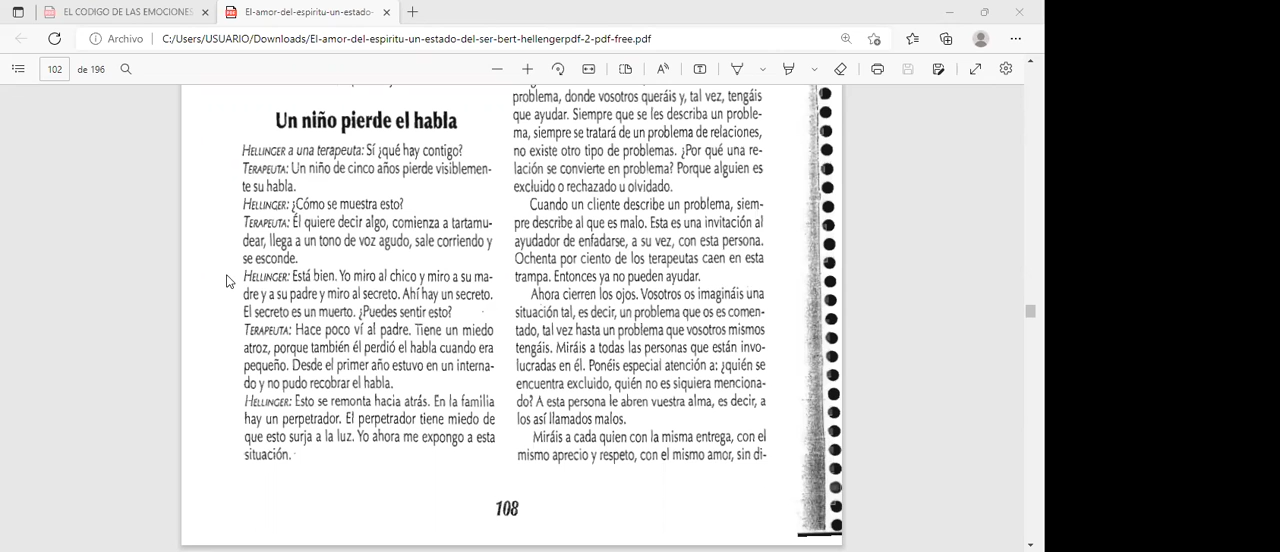 EL CODIGO DE LAS EMOCIONES
El-amor-del-espiritu-un-estado-
Archivo
C:/Users/USUARIO/Downloads/El-amor-del-espiritu-un-estado-del-ser-bert-hellengerpdf-2-pdf-free.pdf
102 de 196
Un niño pierde el habla
HELLINGER a una terapeuta: Sí ¿qué hay contigo?
TERAPEUTA: Un niño de cinco años pierde visiblemen-
te su habla.
HELLINGER: ¿Cómo se muestra esto?
TERAPEUTA: Él quiere decir algo, comienza a tartamu-
dear, llega a un tono de voz agudo, sale corriendo y
se esconde.
HELLINGER: Está bien. Yo miro al chico y miro a su ma-
dre y a su padre y miro al secreto. Ahí hay un secreto.
El secreto es un muerto. ¿Puedes sentir esto?
TERAPEUTA: Hace poco ví al padre. Tiene un miedo
atroz, porque también él perdió el habla cuando era
pequeño. Desde el primer año estuvo en un interna-
do y no pudo recobrar el habla.
HELLINGER: Esto se remonta hacia atrás. En la familia
hay un perpetrador. El perpetrador tiene miedo de
que esto surja a la luz. Yo ahora me expongo a esta
situación.
problema, donde vosotros queráis y, tal vez, tengáis
que ayudar. Siempre que se les describa un proble-
ma, siempre se tratará de un problema de relaciones,
no existe otro tipo de problemas. ¿Por qué una re-
lación se convierte en problema? Porque alguien es
excluido o rechazado u olvidado.
Cuando un cliente describe un problema, siem-
pre describe al que es malo. Esta es una invitación al
ayudador de enfadarse, a su vez, con esta persona.
Ochenta por ciento de los terapeutas caen en esta
trampa. Entonces ya no pueden ayudar.
Ahora cierren los ojos. Vosotros os imagináis una
situación tal, es decir, un problema que os es comen-
tado, tal vez hasta un problema que vosotros mismos
tengáis. Miráis a todas las personas que están invo-
lucradas en él. Ponéis especial atención a: ¿quién se
encuentra excluido, quién no es siquiera menciona-
do? A esta persona le abren vuestra alma, es decir, a
los así llamados malos.
Miráis a cada quien con la misma entrega, con el
mismo aprecio y respeto, con el mismo amor, sin di-
108